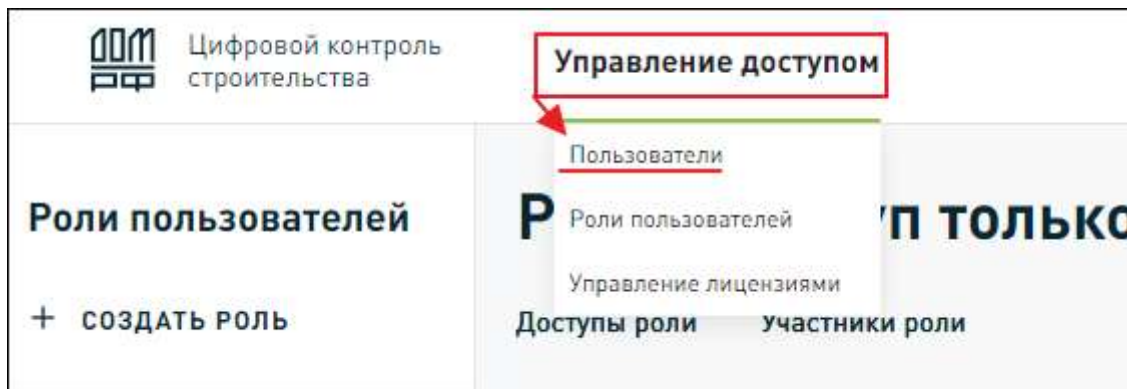 ДОМ
РФ
Цифровой контроль
строительства
Управление доступом
Пользователи
Роли пользователей
Управление лицензиями
Роли пользователей
+ СОЗДАТЬ РОЛЬ
Р
п только
Доступы роли
Участники роли